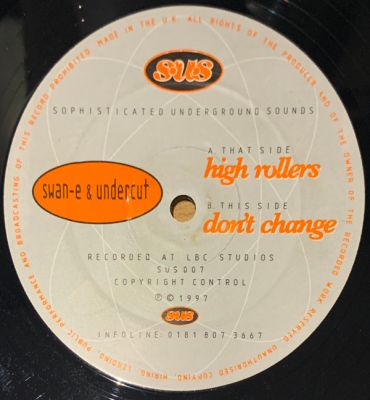 MADE IN THE U.K. ALL RIGHTS OF THE PRODUCER AND OF THE OWNER OF THE RECORDED WORK RESERVED. UNAUTHORISED COPYING, HIRING, LENDING, PUBLIC PERFORMANCE AND BROADCASTING OF THIS RECORD PROHIBITED.
SUS
SOPHISTICATED UNDERGROUND SOUNDS
A. THAT SIDE
high rollers
swan-e & undercut
B. THIS SIDE
don't change
RECORDED AT LBC STUDIOS
SUS 007
COPYRIGHT CONTROL
℗ © 1997
SUS
INFOLINE: 0181 807 3667